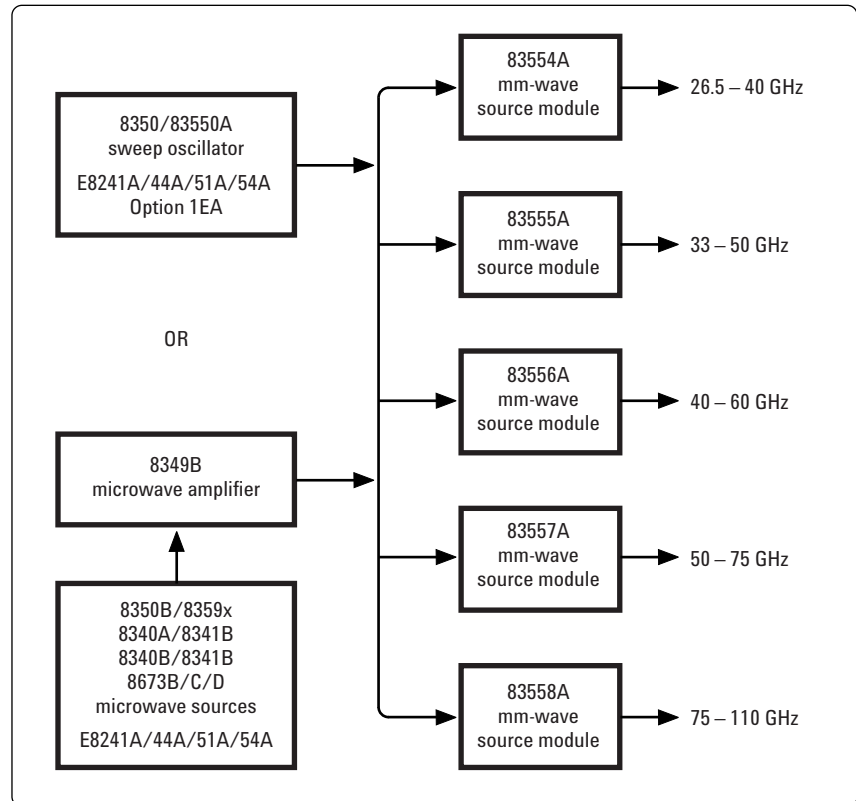 8350/83550A
sweep oscillator
E8241A/44A/51A/54A
Option 1EA
OR
8349B
microwave amplifier
8350B/8359x
8340A/8341B
8340B/8341B
8673B/C/D
microwave sources
E8241A/44A/51A/54A
83554A
mm-wave
source module
26.5 – 40 GHz
83555A
mm-wave
source module
33 – 50 GHz
83556A
mm-wave
source module
40 – 60 GHz
83557A
mm-wave
source module
50 – 75 GHz
83558A
mm-wave
source module
75 – 110 GHz